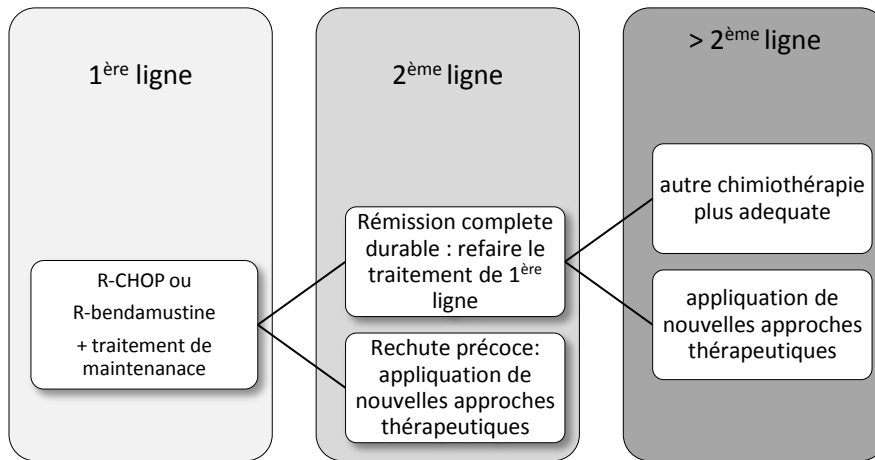 1ère ligne
R-CHOP ou
R-bendamustine
+ traitement de
maintenanace
2ème ligne
Rémission complete
durable : refaire le
traitement de 1ère
ligne
Rechute précoce:
appliquation de
nouvelles approches
thérapeutiques
> 2ème ligne
autre chimiothérapie
plus adequate
appliquation de
nouvelles approches
thérapeutiques